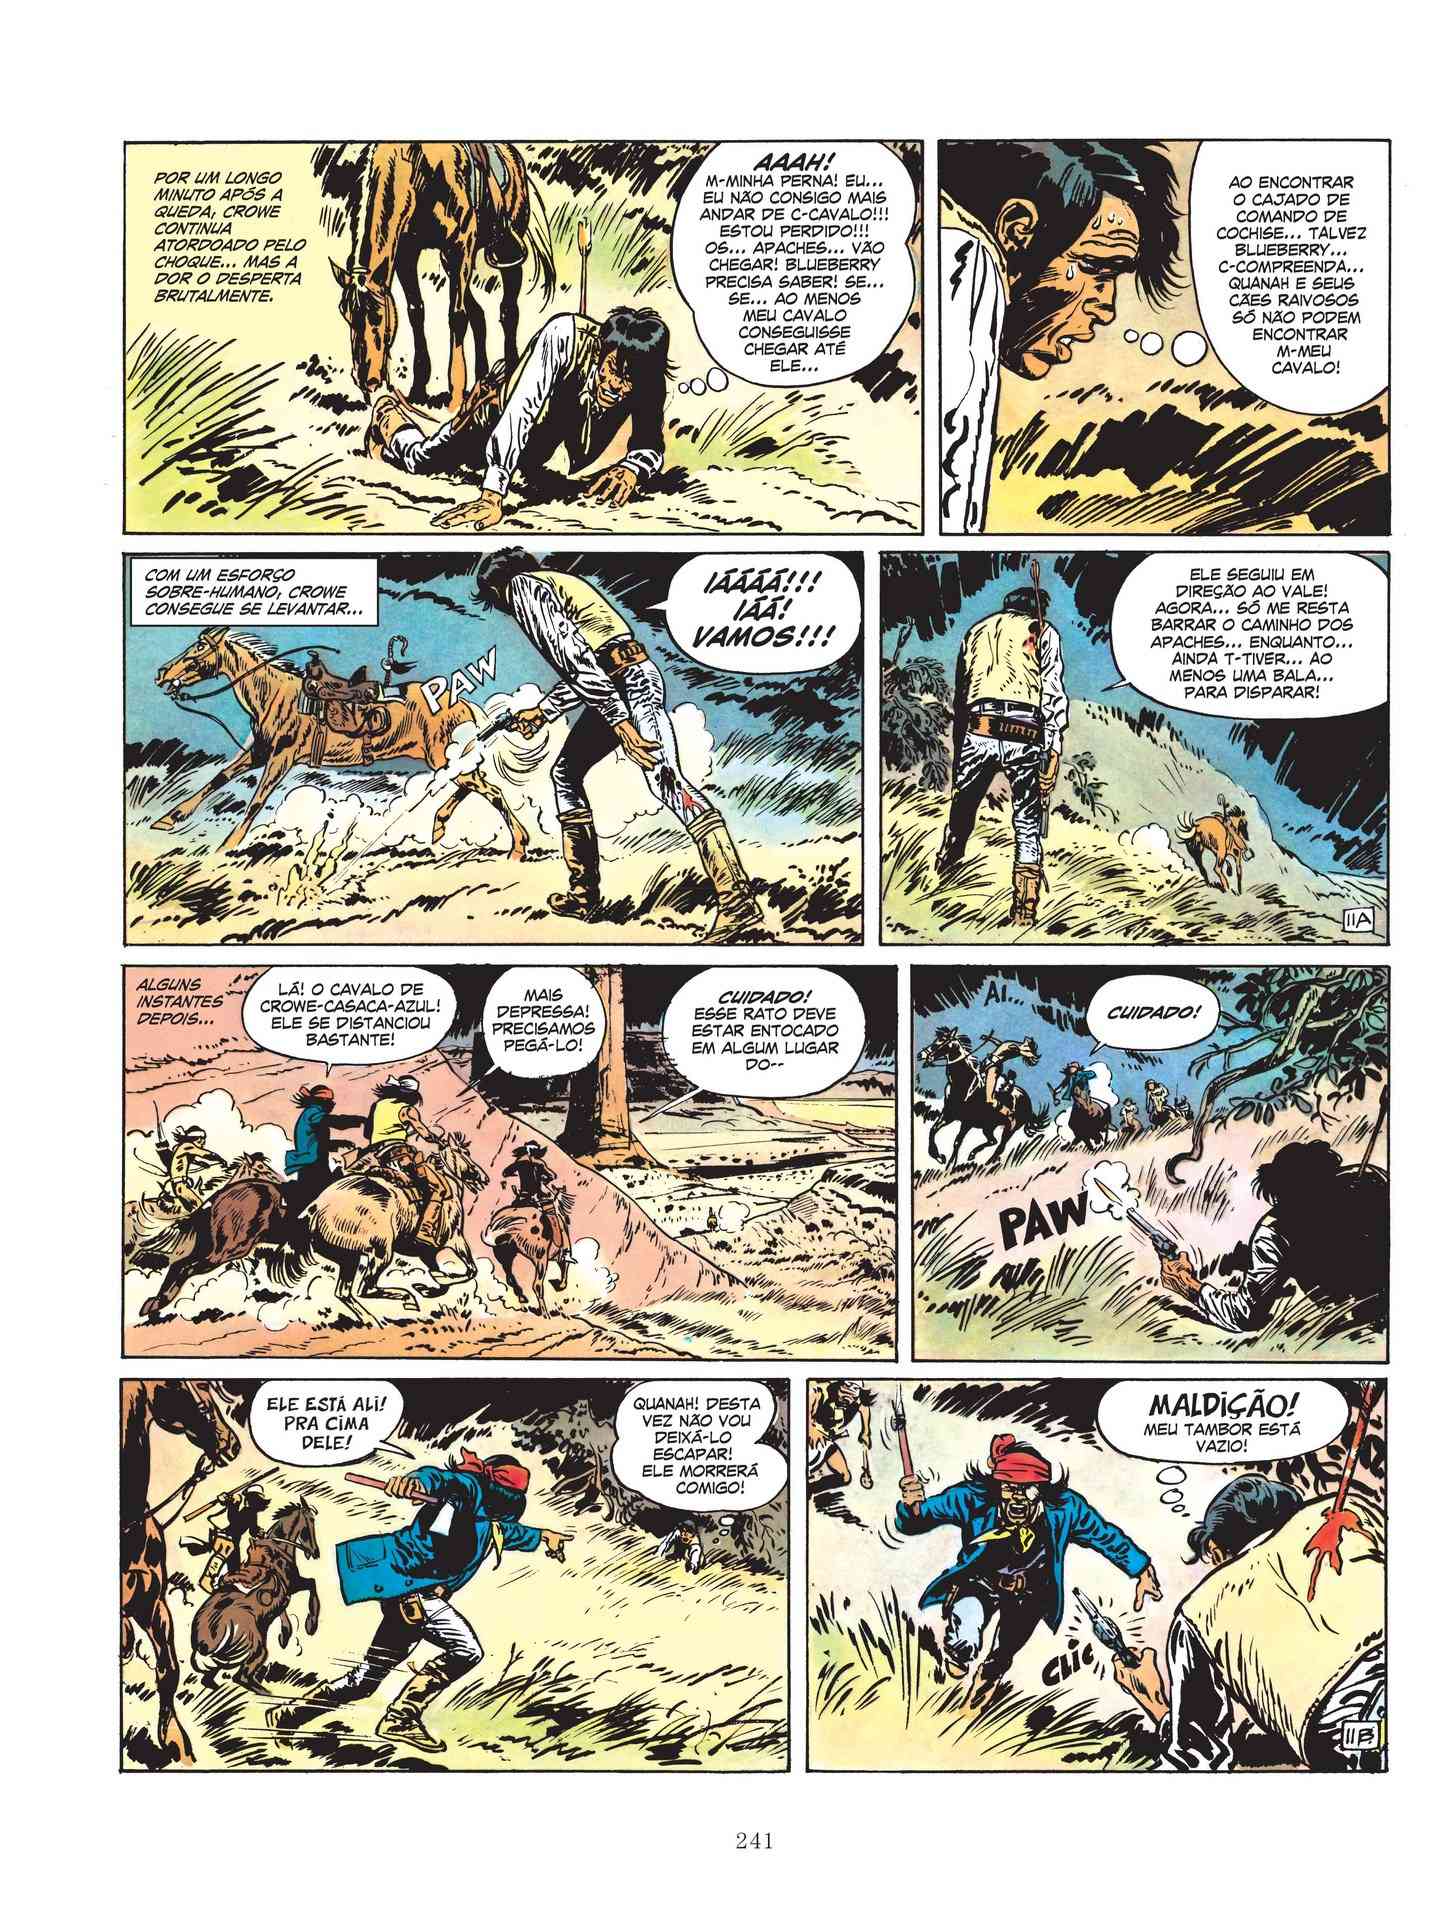 POR UM LONGO
MINUTO APÓS A
QUEDA, CROWE
CONTINUA
ATORDOADO PELO
CHOQUE... MAS A
DOR O DESPERTA
BRUTALMENTE.
AAAH!
M-MINHA PERNA! EU...
EU NÃO CONSIGO MAIS
ANDAR DE C-CAVALO!!!
ESTOU PERDIDO!!!
OS... APACHES... VÃO
CHEGAR! BLUEBERRY
PRECISA SABER! SE...
SE... AO MENOS
MEU CAVALO
CONSEGUISSE
CHEGAR ATÉ
ELE...
AO ENCONTRAR
O CAJADO DE
COMANDO DE
COCHISE... TALVEZ
BLUEBERRY...
C-COMPREENDA...
QUANAH E SEUS
CÃES RAIVOSOS
SÓ NÃO PODEM
ENCONTRAR
M-MEU
CAVALO!
COM UM ESFORÇO
SOBRE-HUMANO, CROWE
CONSEGUE SE LEVANTAR...
PAW
IÁÁÁÁ!!!
IÁÁ!
VAMOS!!!
ELE SEGUIU EM
DIREÇÃO AO VALE!
AGORA... SÓ ME RESTA
BARRAR O CAMINHO DOS
APACHES... ENQUANTO...
AINDA T-TIVER... AO
MENOS UMA BALA...
PARA DISPARAR!
11A
ALGUNS
INSTANTES
DEPOIS...
LÁ! O CAVALO DE
CROWE-CASACA-AZUL!
ELE SE DISTANCIOU
BASTANTE!
MAIS
DEPRESSA!
PRECISAMOS
PEGÁ-LO!
CUIDADO!
ESSE RATO DEVE
ESTAR ENTOCADO
EM ALGUM LUGAR
DO--
AI...
CUIDADO!
PAW
ELE ESTÁ ALI!
PRA CIMA
DELE!
QUANAH! DESTA
VEZ NÃO VOU
DEIXÁ-LO
ESCAPAR!
ELE MORRERÁ
COMIGO!
MALDIÇÃO!
MEU TAMBOR ESTÁ
VAZIO!
CLIC
11B
241